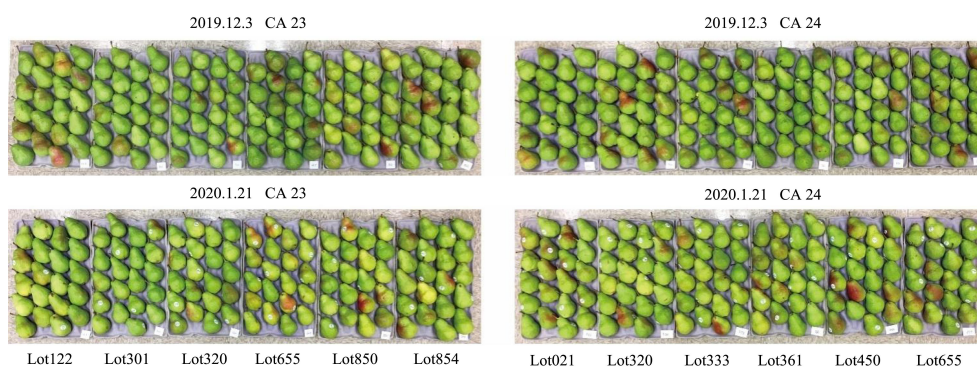 2019.12.3 CA 23
2019.12.3 CA 24
2020.1.21 CA 23
2020.1.21 CA 24
Lot122 Lot301 Lot320 Lot655 Lot850 Lot854
Lot021 Lot320 Lot333 Lot361 Lot450 Lot655